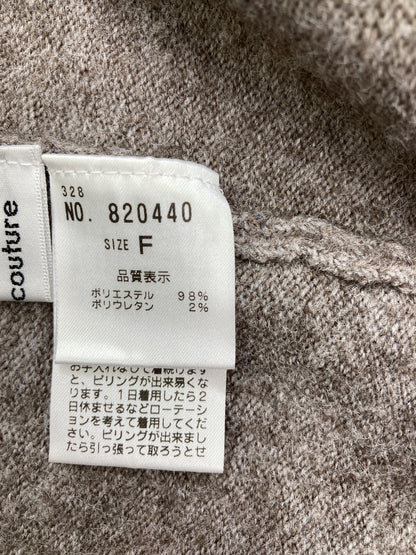 couture
328
NO. 820440
SIZE F
品質表示
ポリエステル 98%
ポリウレタン 2%
お手入れなしで着続けます
と、ピリングが出来易くな
ります。1日着用したら2
日休ませるなどローテーシ
ョンを考えて着用してくだ
さい。ピリングが出来まし
たら引っ張って取ろうとせ